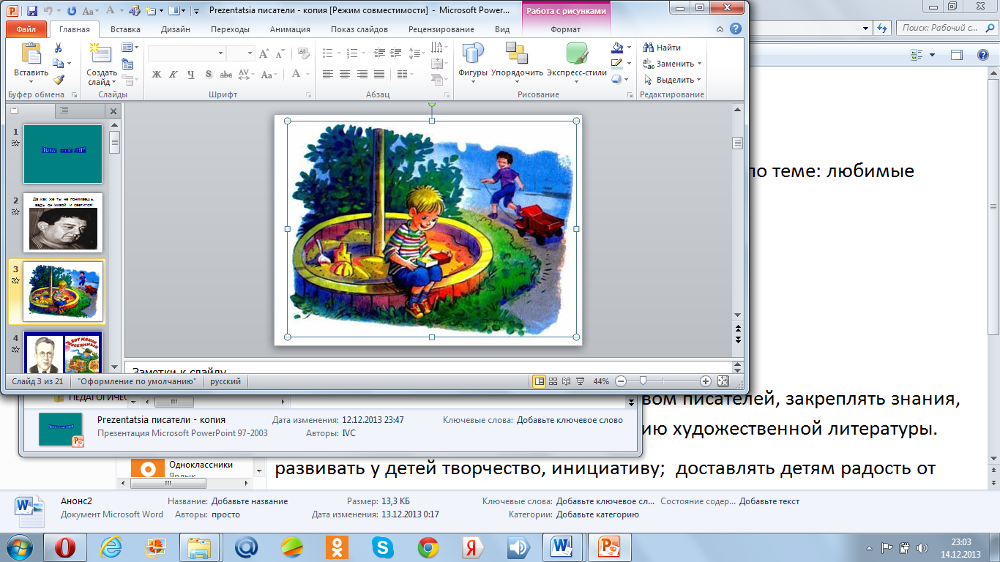 Prezentatsia писатели - копия [Режим совместимости] - Microsoft Power...
Работа с рисунками
Файл
Главная
Вставка
Дизайн
Переходы
Анимация
Показ слайдов
Рецензирование
Вид
Формат
Поиск: Рабочий с...
Вставить
Создать слайд
Ж К Ч S abc AV Aa A
Фигуры
Упорядочить
Экспресс-стили
Найти
Заменить
Выделить
Буфер обмена
Слайды
Шрифт
Абзац
Рисование
Редактирование
1
2
Да как же ты не понимаешь,
ведь он живой и светится!
3
4
по теме: любимые
Заметки к слайду
Слайд 3 из 21
"Оформление по умолчанию"
русский
44%
ПЕДАГОГИЧЕС
вом писателей, закреплять знания,
Prezentatsia писатели - копия
Дата изменения: 12.12.2013 23:47
Ключевые слова: Добавьте ключевое слово
Презентация Microsoft PowerPoint 97-2003
Авторы: IVC
ию художественной литературы.
Одноклассники
Ярлык
развивать у детей творчество, инициативу; доставлять детям радость от
Анонс2
Название: Добавьте название
Размер: 13,3 КБ
Ключевые слова: Добавьте ключевое сл...
Состояние содер... Добавьте текст
Документ Microsoft Word
Авторы: просто
Дата изменения: 13.12.2013 0:17
Категории: Добавьте категорию
23:03
14.12.2013